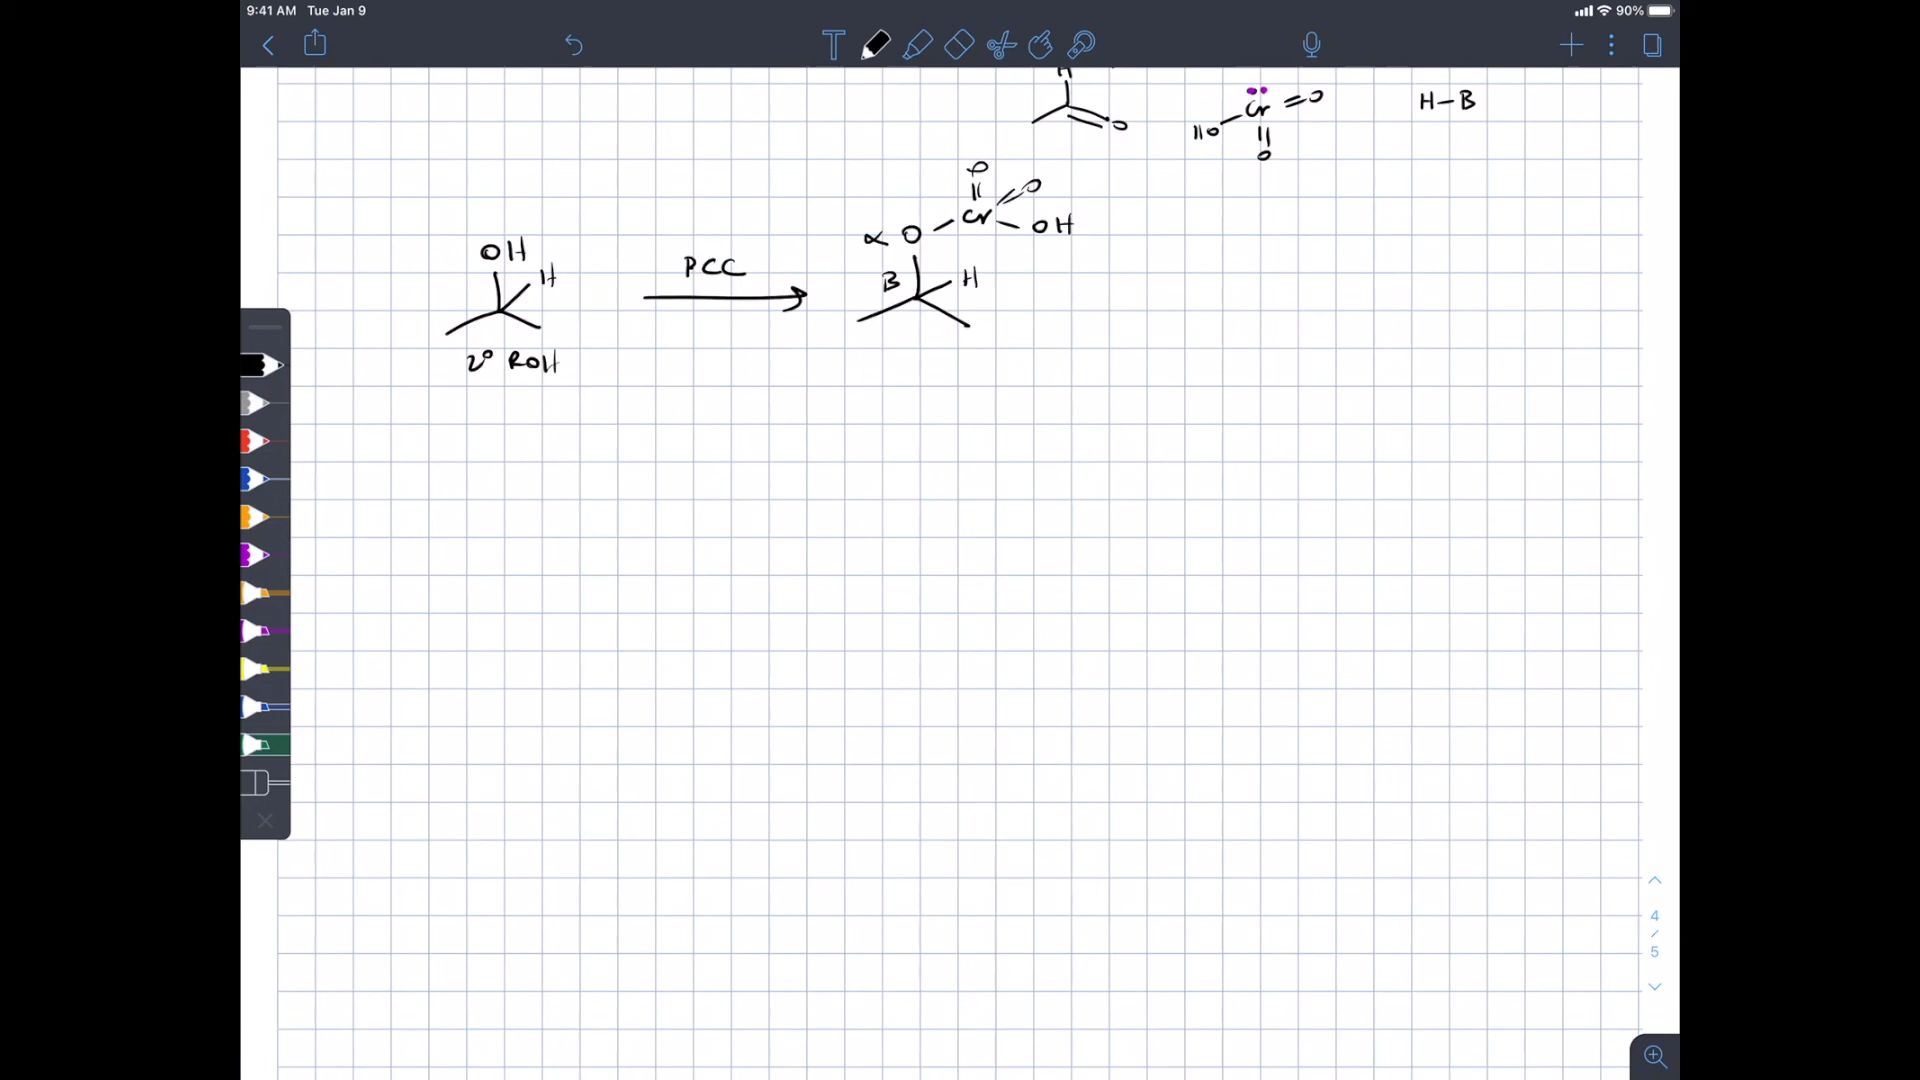 9:41 AM Tue Jan 9
90%
T
H
O
HO Cr O
O
H-B
O
O
Cr
OH
α O
B H
OH
H
PCC
2° ROH
4
/
5